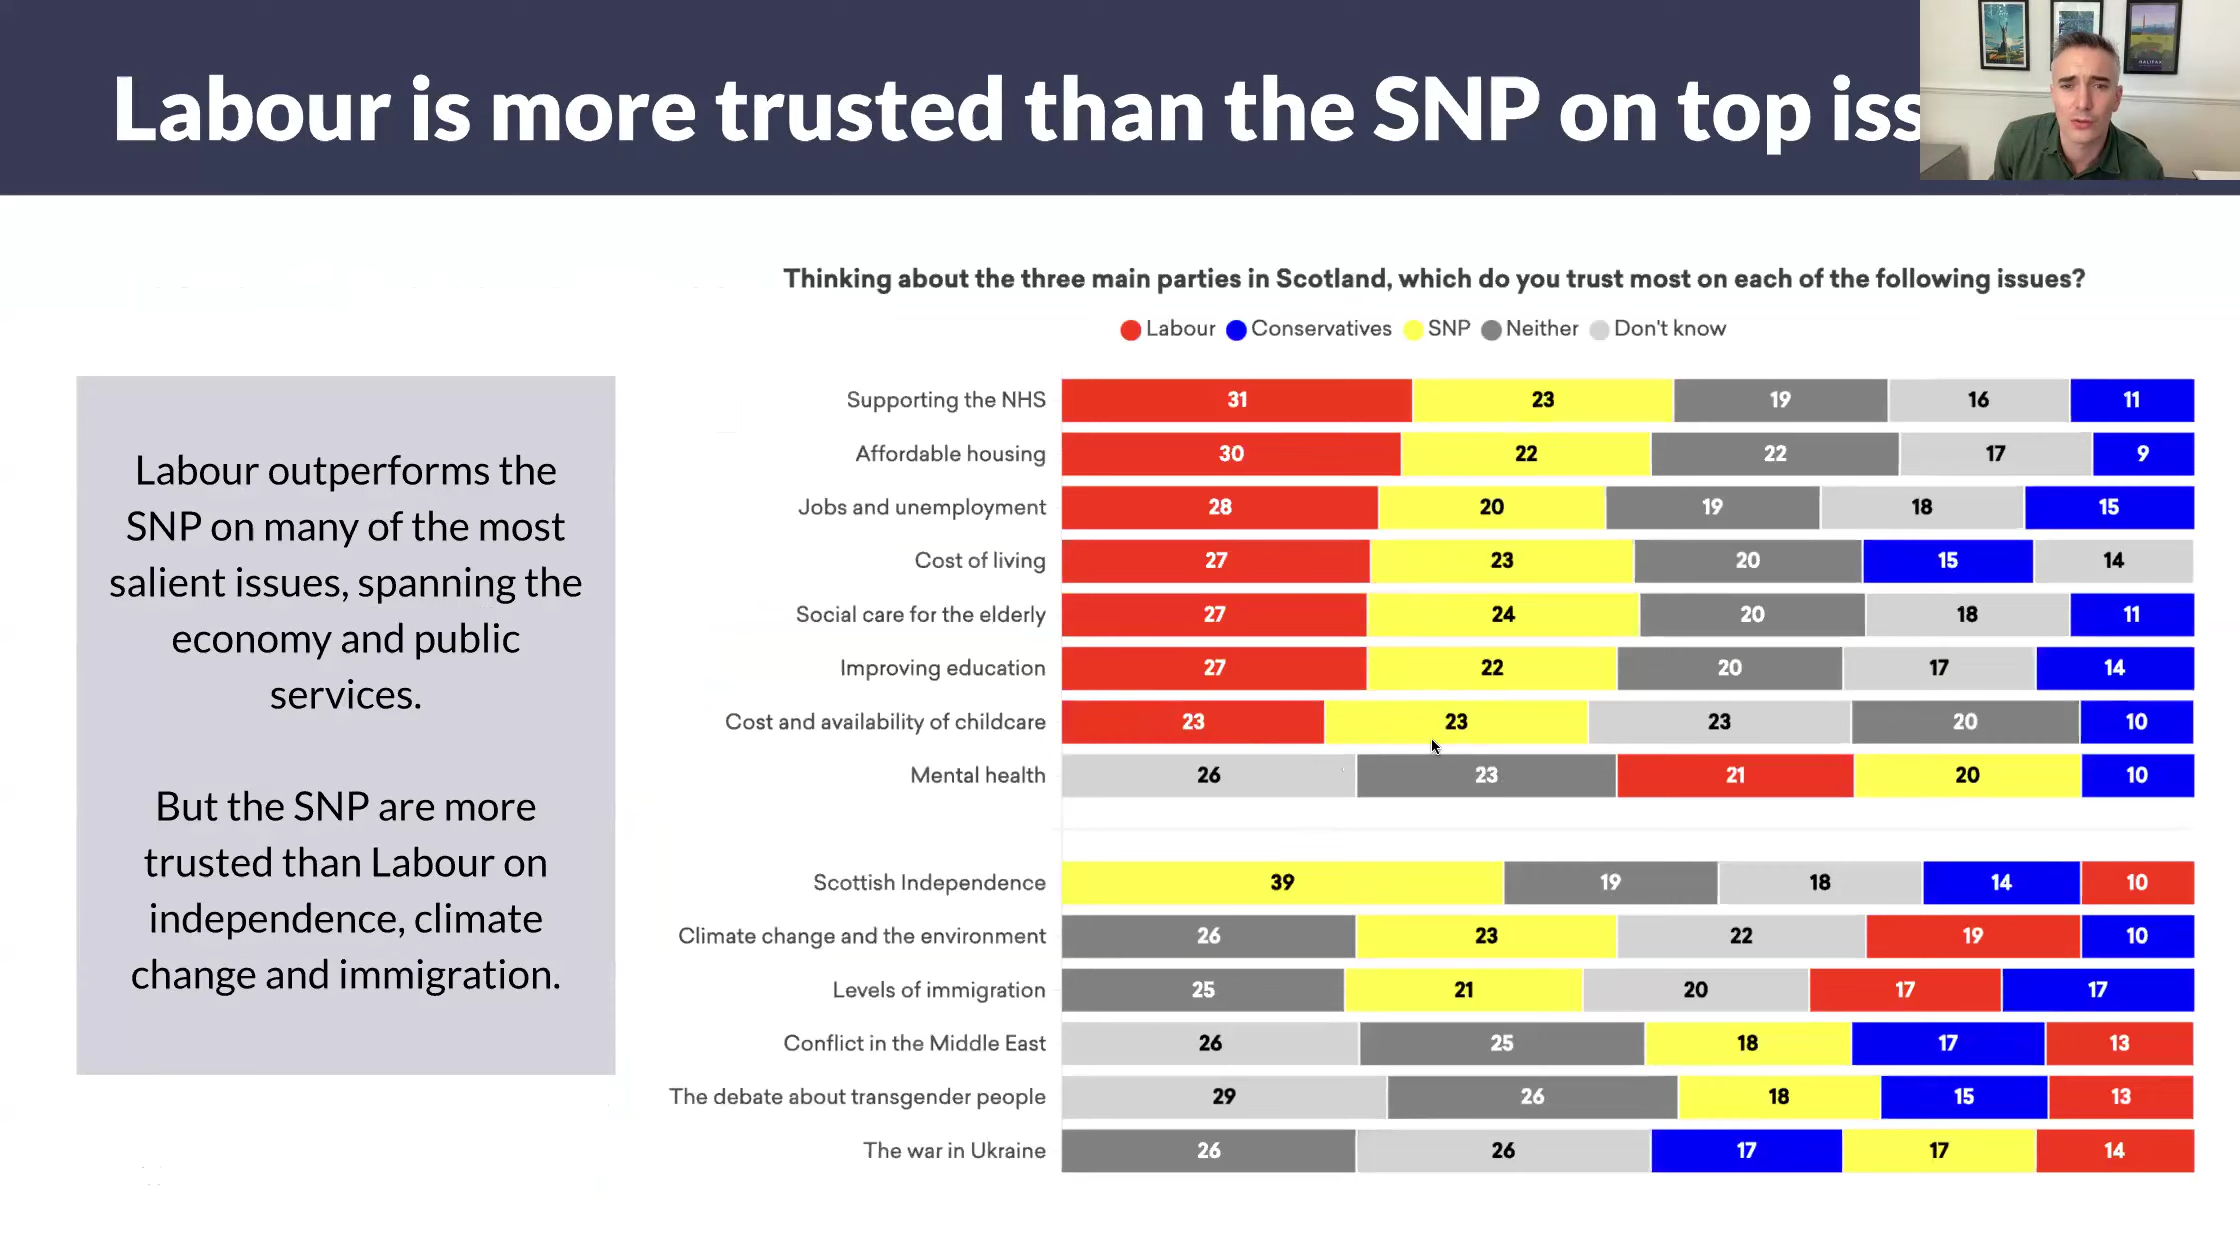 Labour is more trusted than the SNP on top iss
HALIFAX
Thinking about the three main parties in Scotland, which do you trust most on each of the following issues?
Labour Conservatives SNP Neither Don't know
Labour outperforms the
SNP on many of the most
salient issues, spanning the
economy and public
services.
But the SNP are more
trusted than Labour on
independence, climate
change and immigration.
Supporting the NHS 31 23 19 16 11
Affordable housing 30 22 22 17 9
Jobs and unemployment 28 20 19 18 15
Cost of living 27 23 20 15 14
Social care for the elderly 27 24 20 18 11
Improving education 27 22 20 17 14
Cost and availability of childcare 23 23 23 20 10
Mental health 26 23 21 20 10
Scottish Independence 39 19 18 14 10
Climate change and the environment 26 23 22 19 10
Levels of immigration 25 21 20 17 17
Conflict in the Middle East 26 25 18 17 13
The debate about transgender people 29 26 18 15 13
The war in Ukraine 26 26 17 17 14